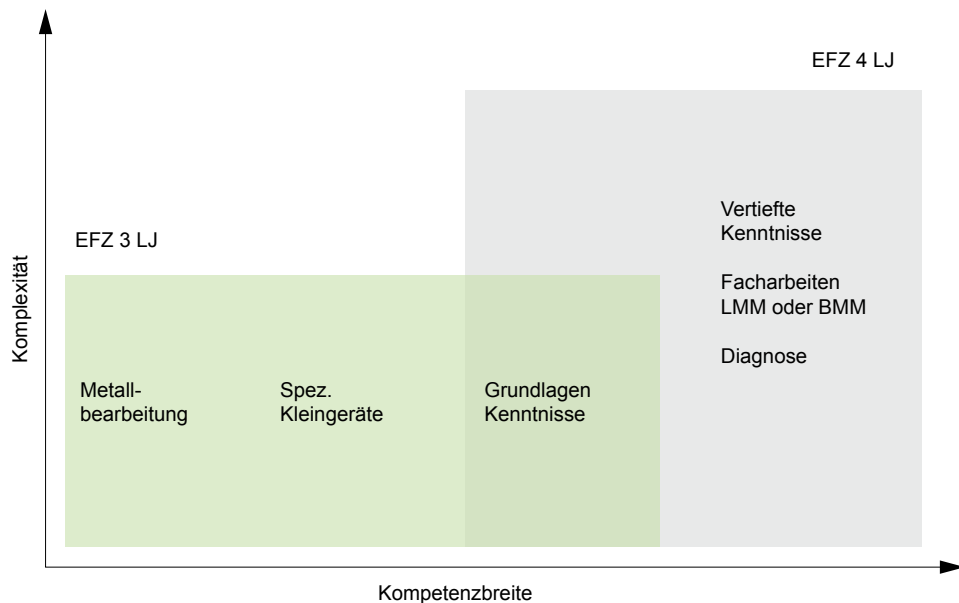 EFZ 4 LJ
Vertiefte
Kenntnisse
EFZ 3 LJ
Facharbeiten
LMM oder BMM
Diagnose
Komplexität
Metall-
bearbeitung
Spez.
Kleingeräte
Grundlagen
Kenntnisse
Kompetenzbreite